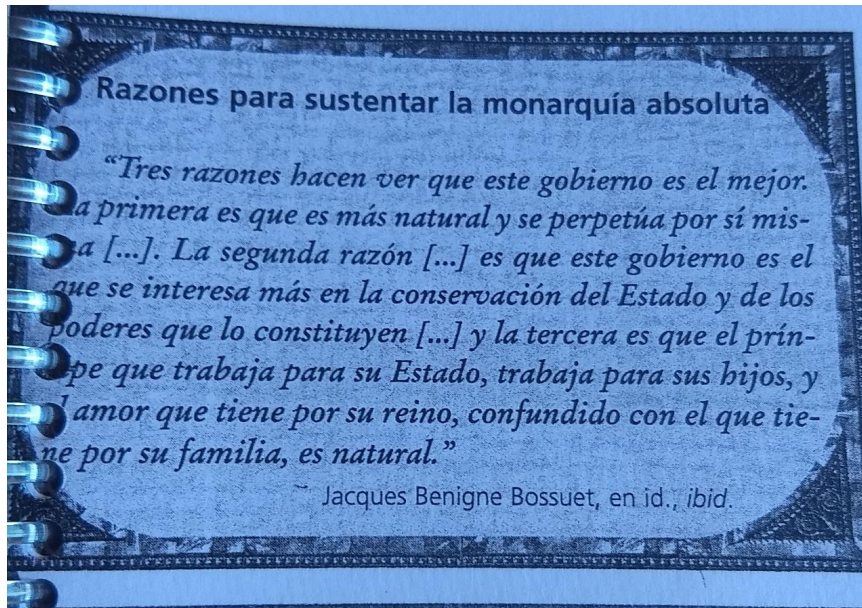 Razones para sustentar la monarquía absoluta
“Tres razones hacen ver que este gobierno es el mejor.
a primera es que es más natural y se perpetúa por sí mis-
a [...]. La segunda razón [...] es que este gobierno es el
que se interesa más en la conservación del Estado y de los
poderes que lo constituyen [...] y la tercera es que el prín-
pe que trabaja para su Estado, trabaja para sus hijos, y
l amor que tiene por su reino, confundido con el que tie-
ne por su familia, es natural.”
Jacques Benigne Bossuet, en id., ibid.